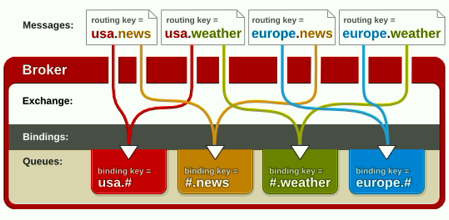 Messages:
routing key =
usa.news
routing key =
usa.weather
routing key =
europe.news
routing key =
europe.weather
Broker
Exchange:
Bindings:
Queues:
binding key =
usa.#
binding key =
#.news
binding key =
#.weather
binding key =
europe.#